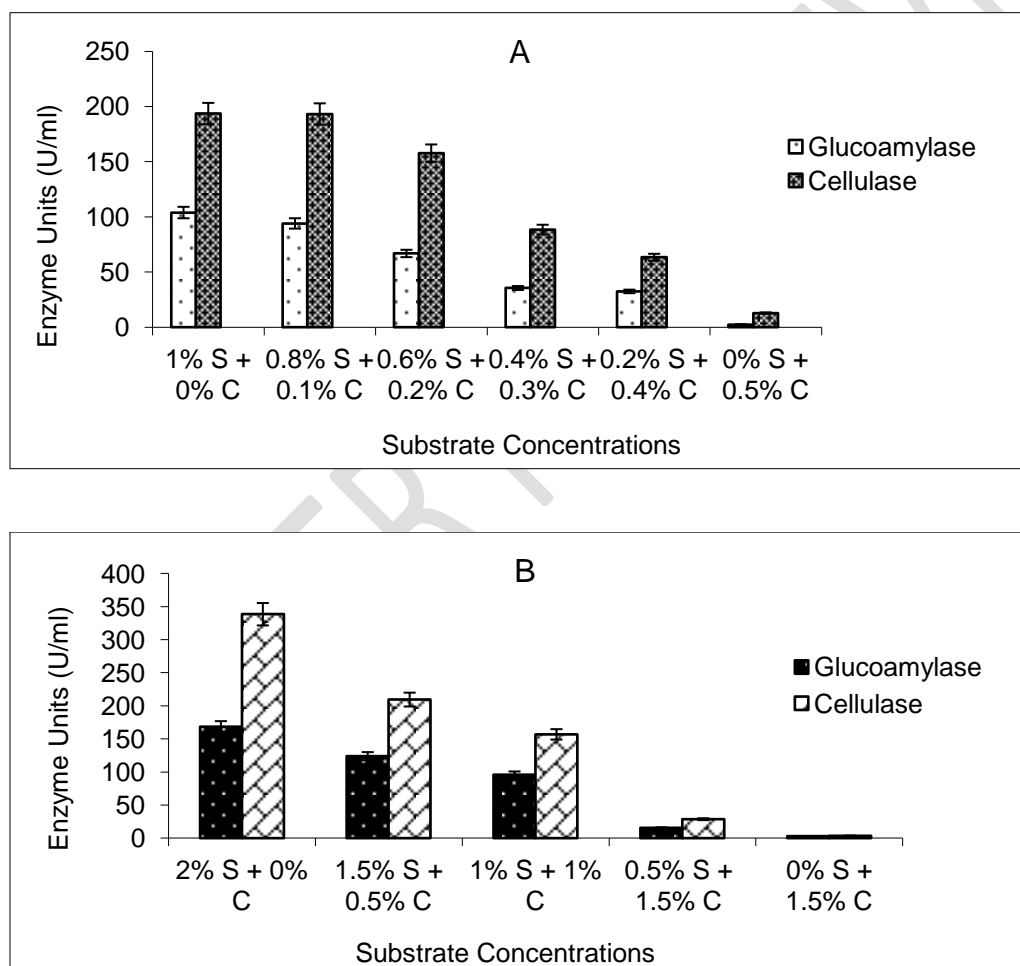 A
250
200
150
100
50
0
Enzyme Units (U/ml)
Glucoamylase
Cellulase
1% S + 0.8% S + 0.6% S + 0.4% S + 0.2% S + 0% S +
0% C 0.1% C 0.2% C 0.3% C 0.4% C 0.5% C
Substrate Concentrations
B
400
350
300
250
200
150
100
50
0
Enzyme Units (U/ml)
Glucoamylase
Cellulase
2% S + 0% 1.5% S + 1% S + 1% 0.5% S + 0% S +
C 0.5% C C 1.5% C 1.5% C
Substrate Concentrations